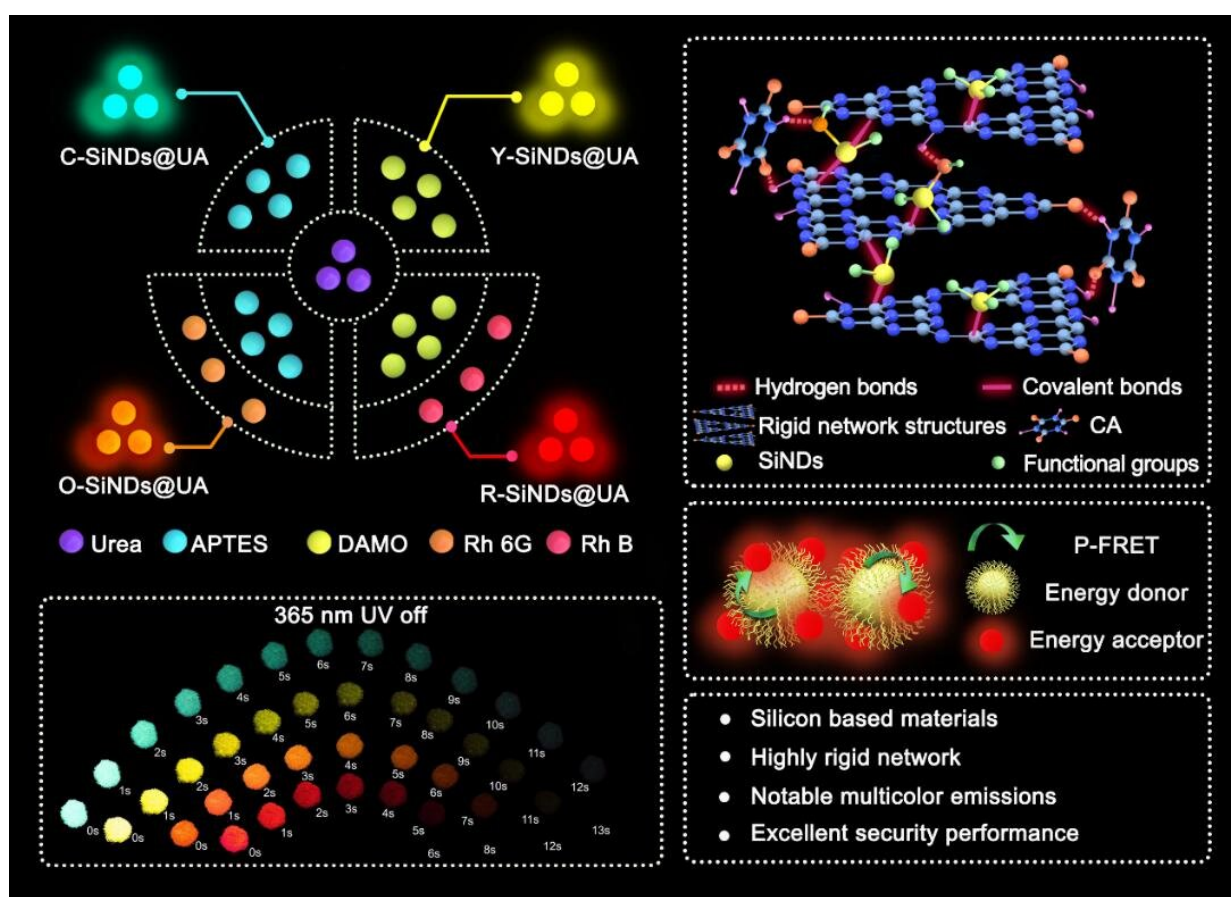 C-SiNDs@UA
Y-SiNDs@UA
O-SiNDs@UA
R-SiNDs@UA
Urea
APTES
DAMO
Rh 6G
Rh B
365 nm UV off
0s
1s
2s
3s
4s
5s
6s
7s
8s
9s
10s
11s
12s
13s
0s
1s
2s
3s
4s
5s
6s
7s
8s
9s
10s
11s
12s
0s
1s
2s
3s
4s
5s
6s
7s
8s
0s
1s
2s
3s
4s
5s
6s
Hydrogen bonds
Covalent bonds
Rigid network structures
CA
SiNDs
Functional groups
P-FRET
Energy donor
Energy acceptor
Silicon based materials
Highly rigid network
Notable multicolor emissions
Excellent security performance